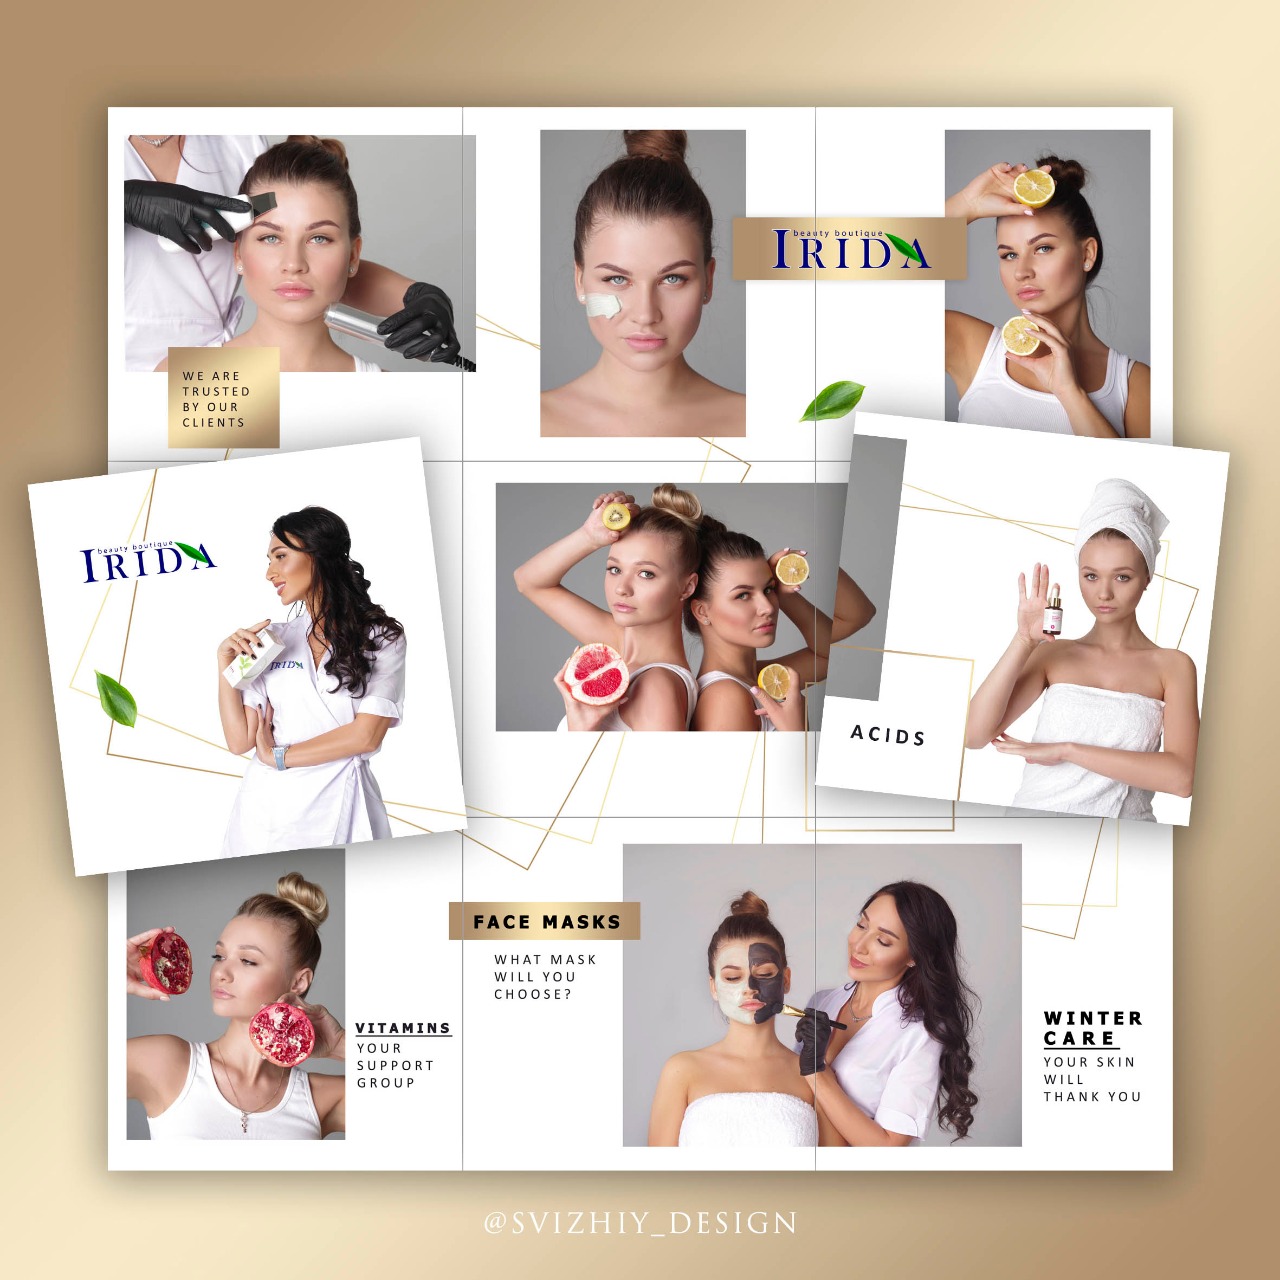 beauty boutique
IRIDA
WE ARE
TRUSTED
BY OUR
CLIENTS
beauty boutique
IRIDA
IRIDA
ACIDS
FACE MASKS
WHAT MASK
WILL YOU
CHOOSE?
VITAMINS
YOUR
SUPPORT
GROUP
WINTER
CARE
YOUR SKIN
WILL
THANK YOU
@SVIZHIY_DESIGN